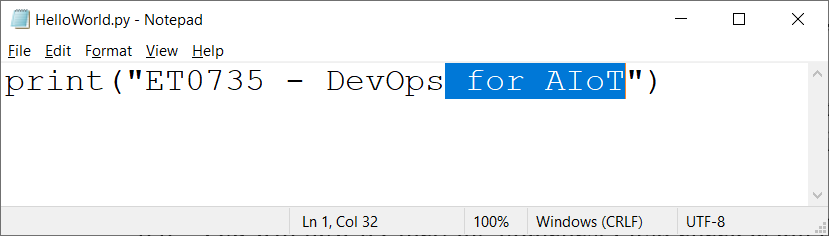 HelloWorld.py - Notepad
File Edit Format View Help
print("ET0735 - DevOps for AIoT")
Ln 1, Col 32 100% Windows (CRLF) UTF-8